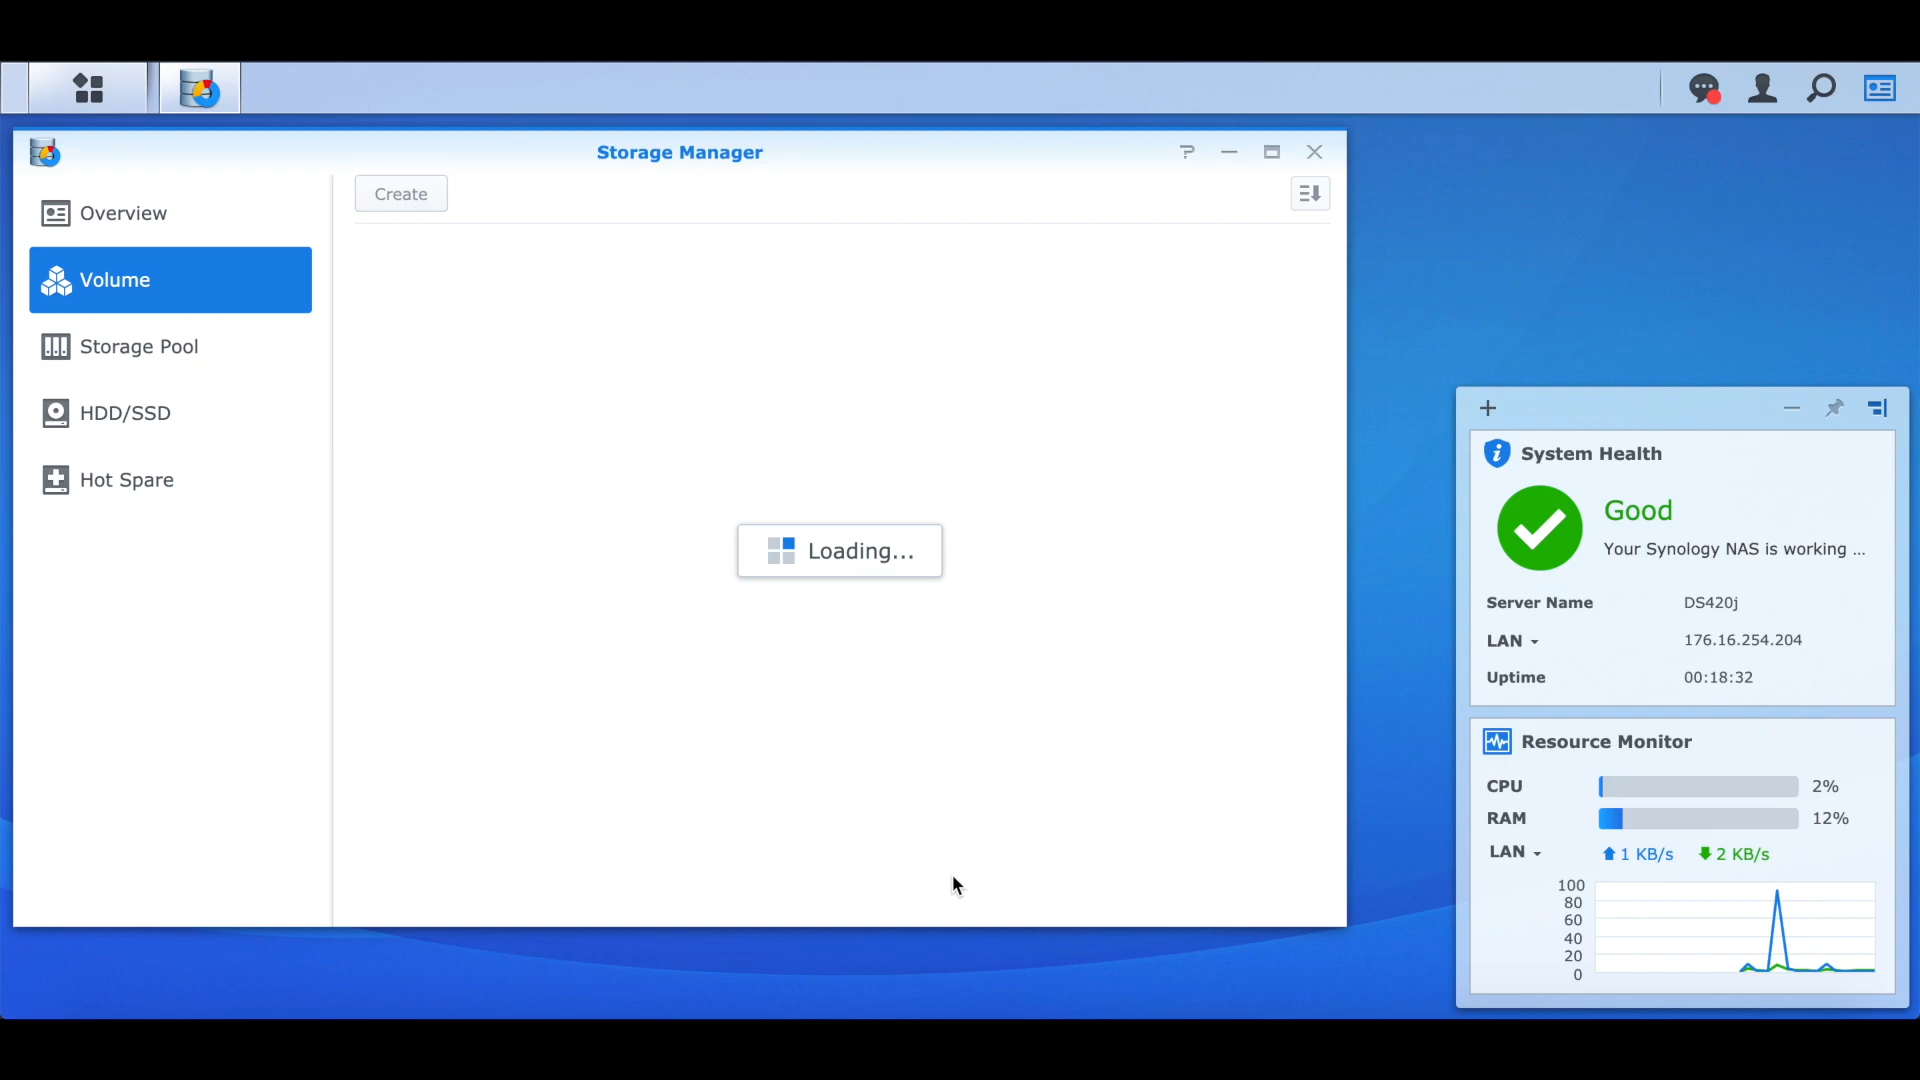 Storage Manager
Overview
Volume
Storage Pool
HDD/SSD
Hot Spare
Create
Loading...
System Health
Good
Your Synology NAS is working ...
Server Name DS420j
LAN 176.16.254.204
Uptime 00:18:32
Resource Monitor
CPU 2%
RAM 12%
LAN 1 KB/s 2 KB/s
100
80
60
40
20
0